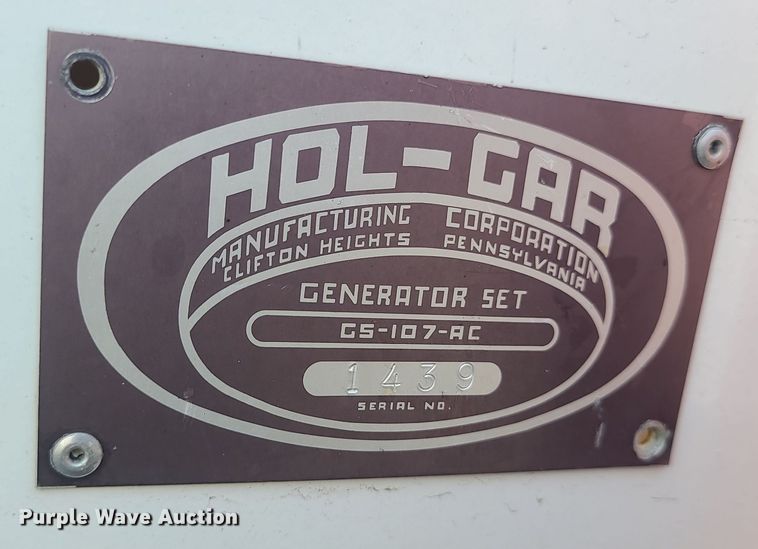 HOL-GAR
MANUFACTURING CORPORATION
CLIFTON HEIGHTS PENNSYLVANIA
GENERATOR SET
GS-107-AC
1439
SERIAL NO.
Purple Wave Auction